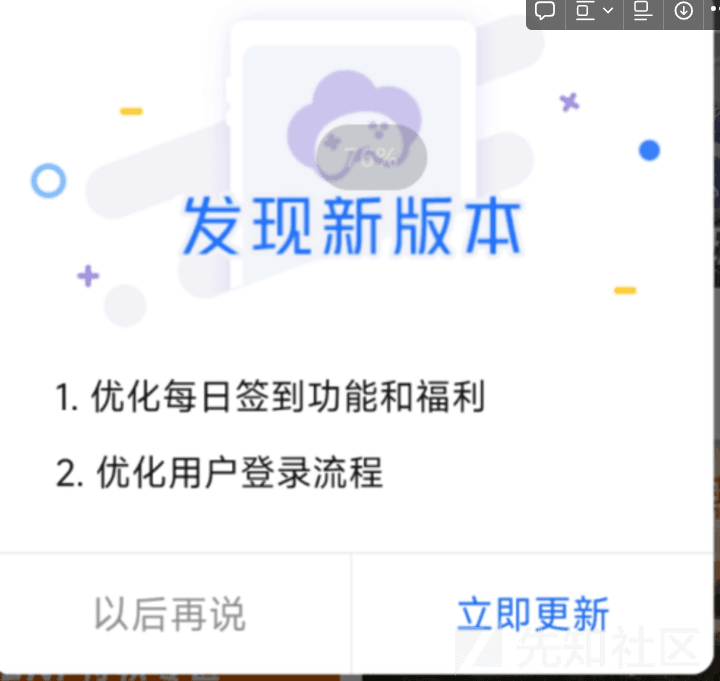 76%
发现新版本
1. 优化每日签到功能和福利
2. 优化用户登录流程
以后再说
立即更新
先知社区